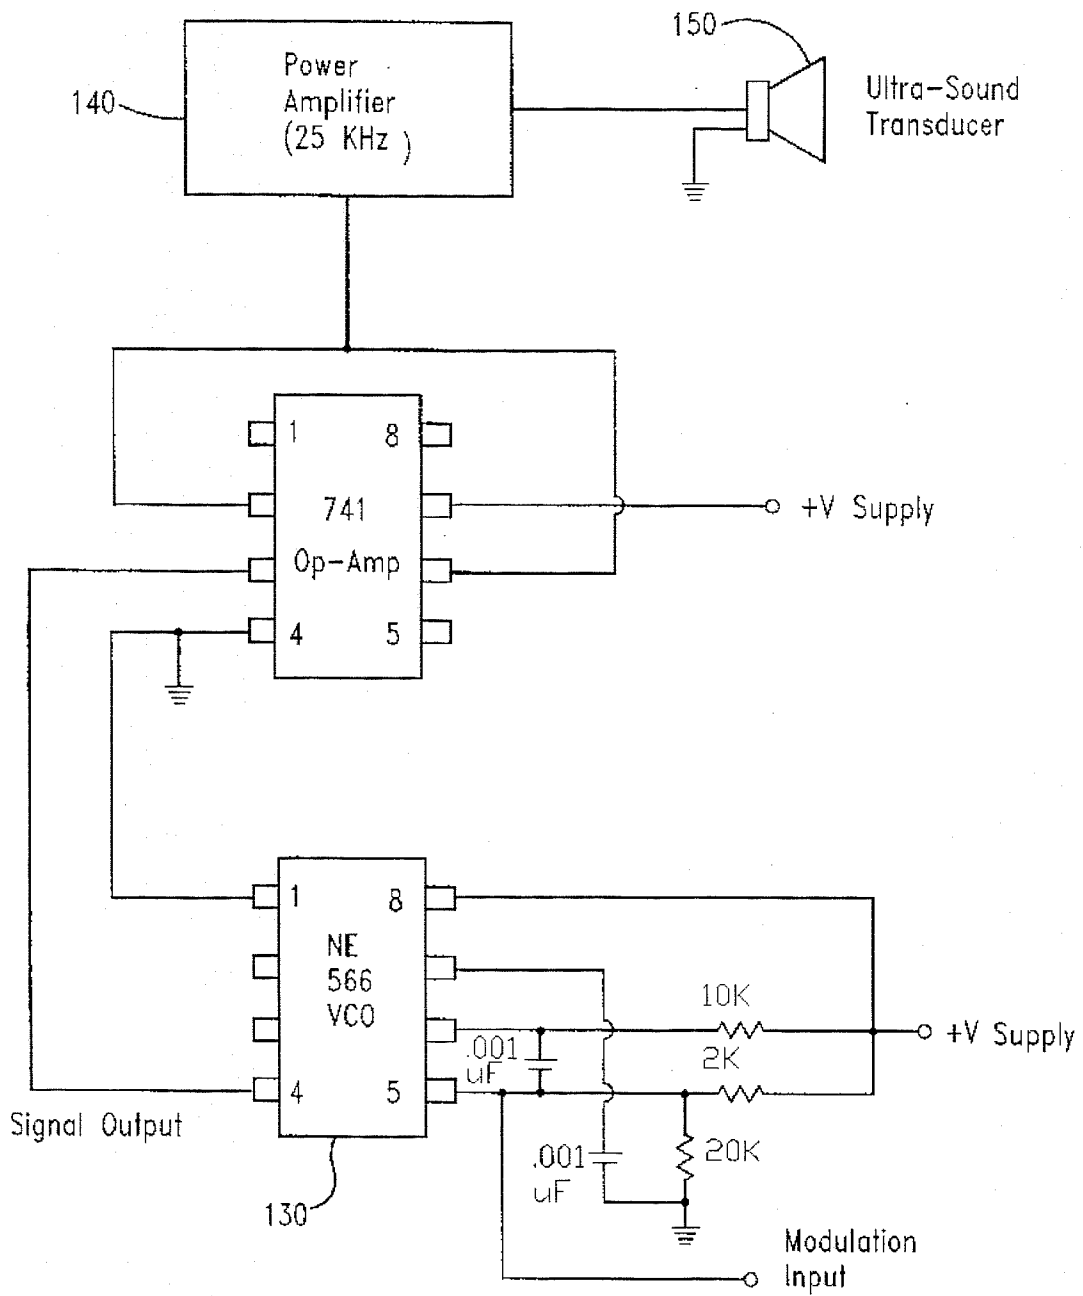 150
Power
Amplifier
(25 KHz )
140
Ultra-Sound
Transducer
1 8
741
+V Supply
Op-Amp
4 5
1 8
NE
566
VCO
10K
+V Supply
.001
uF
2K
4 5
Signal Output
.001
uF
20K
130
Modulation
Input